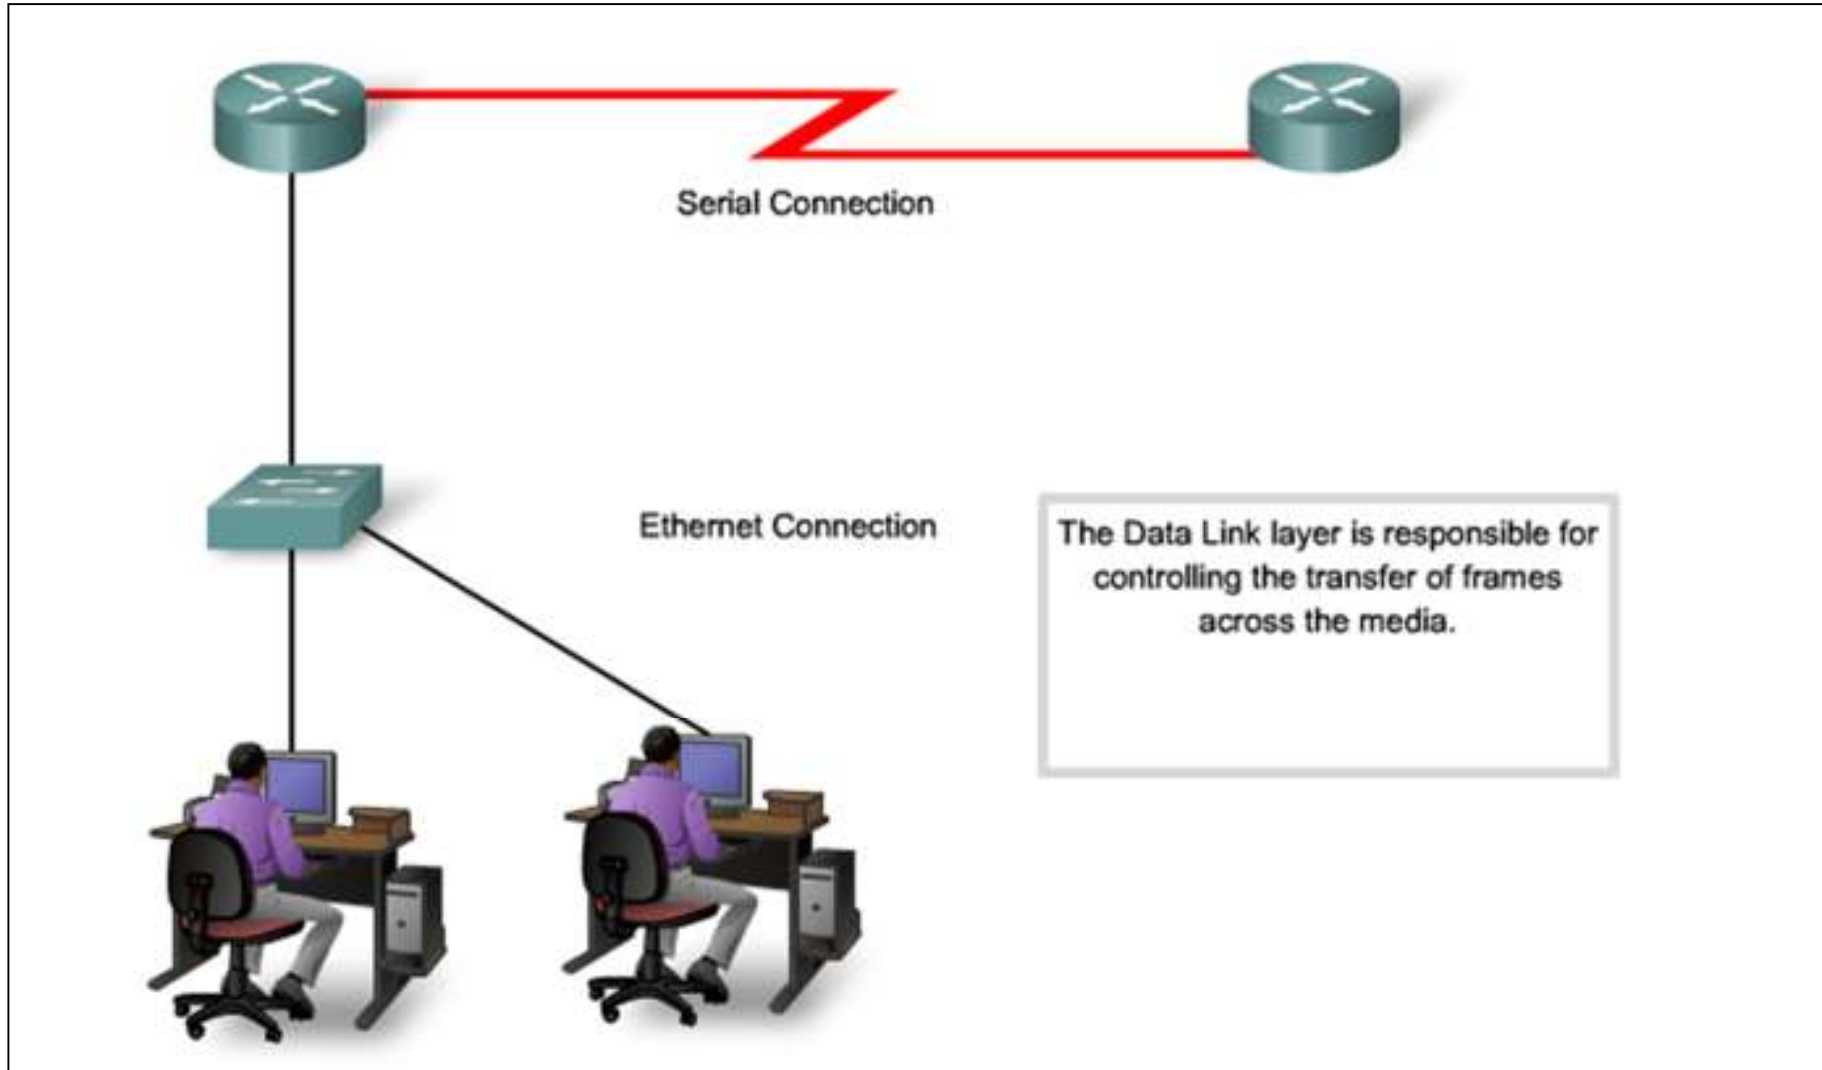 Serial Connection
Ethernet Connection
The Data Link layer is responsible for
controlling the transfer of frames
across the media.